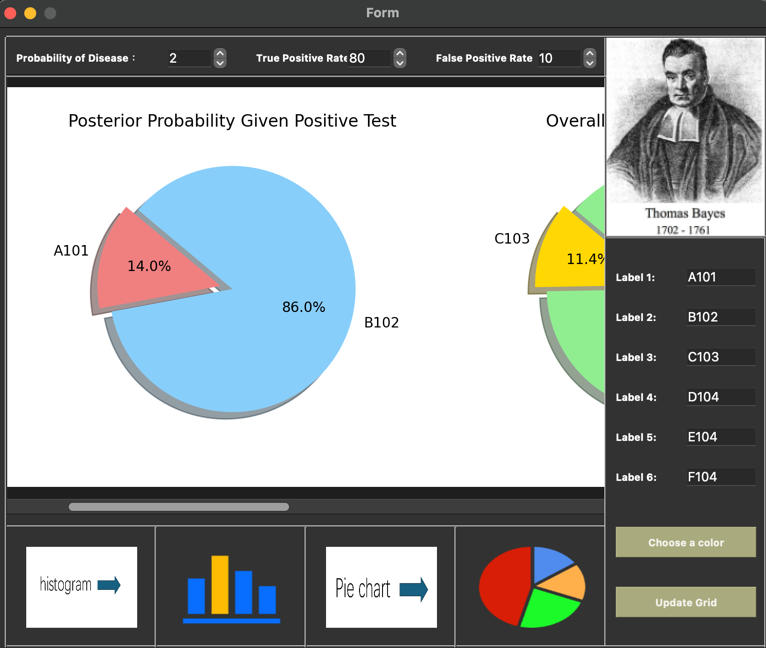 Form
Probability of Disease : 2 True Positive Rate 80 False Positive Rate 10
Posterior Probability Given Positive Test
Overall
A101
14.0%
86.0%
B102
C103
11.4%
Thomas Bayes
1702 - 1761
Label 1: A101
Label 2: B102
Label 3: C103
Label 4: D104
Label 5: E104
Label 6: F104
Choose a color
Update Grid
histogram
Pie chart